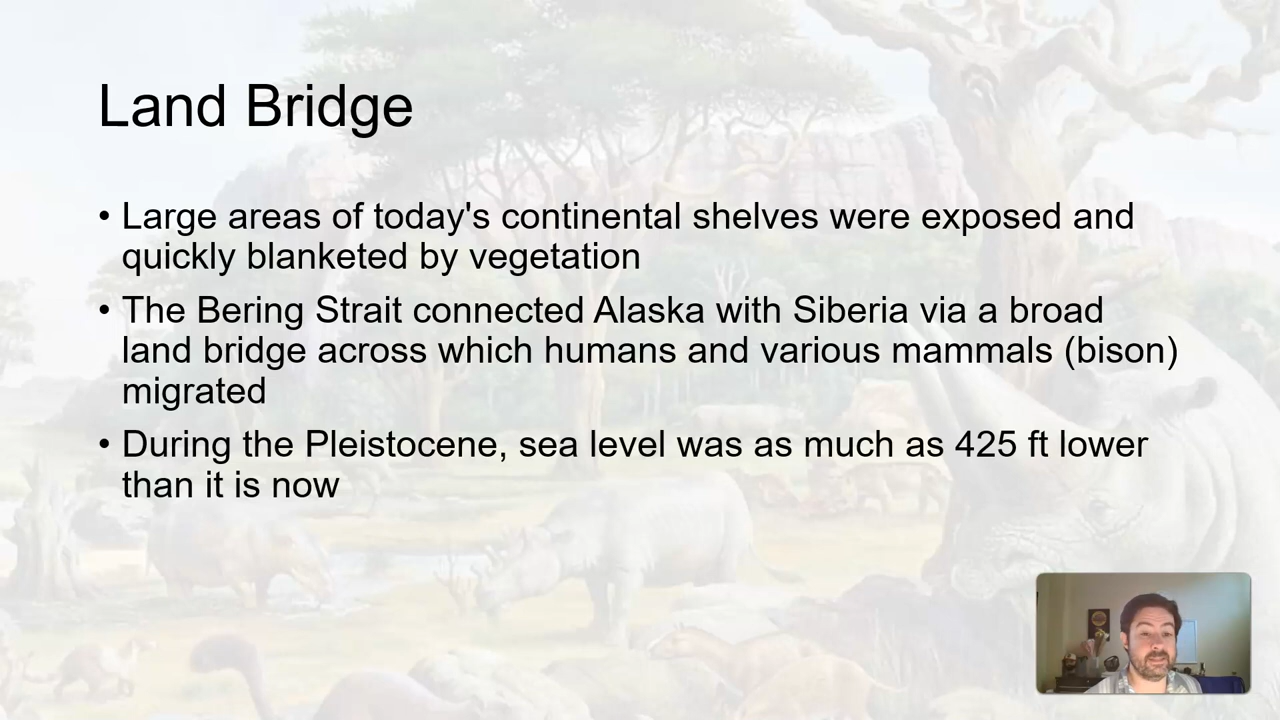 Land Bridge
• Large areas of today's continental shelves were exposed and
quickly blanketed by vegetation
• The Bering Strait connected Alaska with Siberia via a broad
land bridge across which humans and various mammals (bison)
migrated
• During the Pleistocene, sea level was as much as 425 ft lower
than it is now